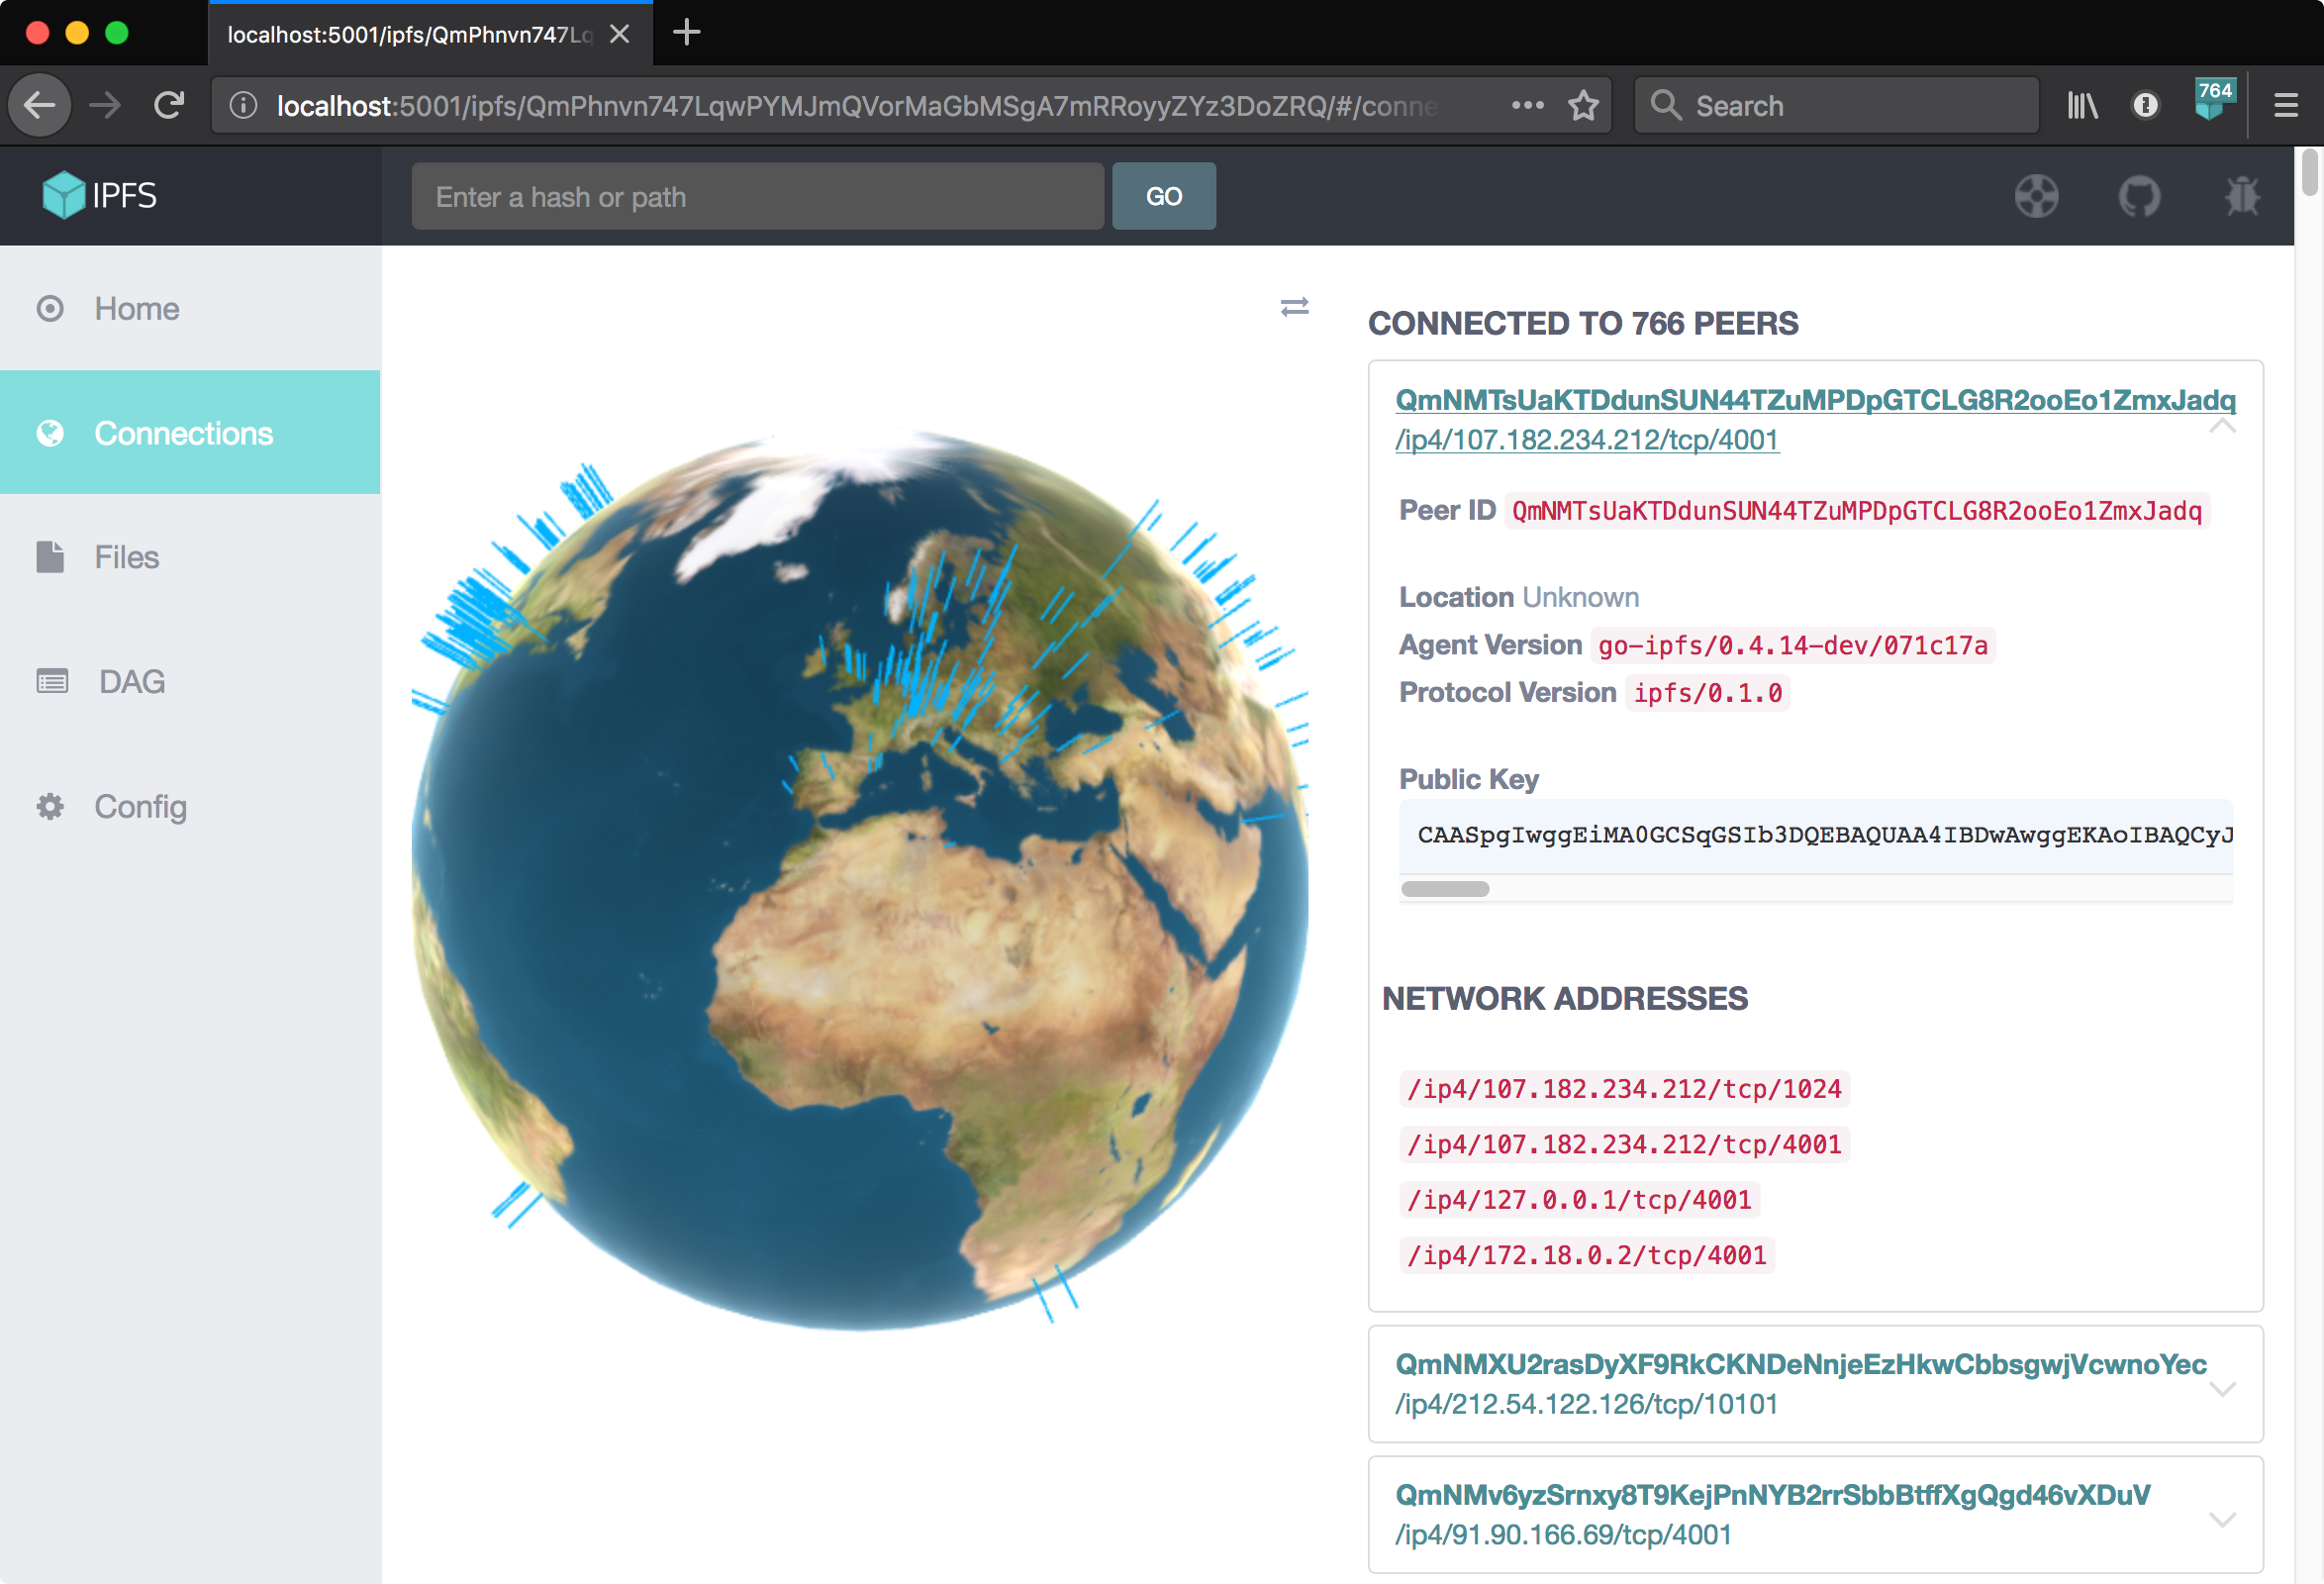 localhost:5001/ipfs/QmPhnvn747Lq
localhost:5001/ipfs/QmPhnvn747LqwPYMJmQVorMaGbMSgA7mRRoyyZYz3DoZRQ/#/conne
Search
764
IPFS
Enter a hash or path
GO
Home
Connections
Files
DAG
Config
CONNECTED TO 766 PEERS
QmNMTsUaKTDdunSUN44TZuMPDpGTCLG8R2ooEo1ZmxJadq
/ip4/107.182.234.212/tcp/4001
Peer ID QmNMTsUaKTDdunSUN44TZuMPDpGTCLG8R2ooEo1ZmxJadq
Location Unknown
Agent Version go-ipfs/0.4.14-dev/071c17a
Protocol Version ipfs/0.1.0
Public Key
CAASpgIwggEiMA0GCSqGSIb3DQEBAQUAA4IBDwAwggEKAoIBAQCyJ
NETWORK ADDRESSES
/ip4/107.182.234.212/tcp/1024
/ip4/107.182.234.212/tcp/4001
/ip4/127.0.0.1/tcp/4001
/ip4/172.18.0.2/tcp/4001
QmNMXU2rasDyXF9RkCKNDeNnjeEzHkwCbbsgwjVcwnoYec
/ip4/212.54.122.126/tcp/10101
QmNMv6yzSrnxy8T9KejPnNYB2rrSbbBtffXgQgd46vXDuV
/ip4/91.90.166.69/tcp/4001